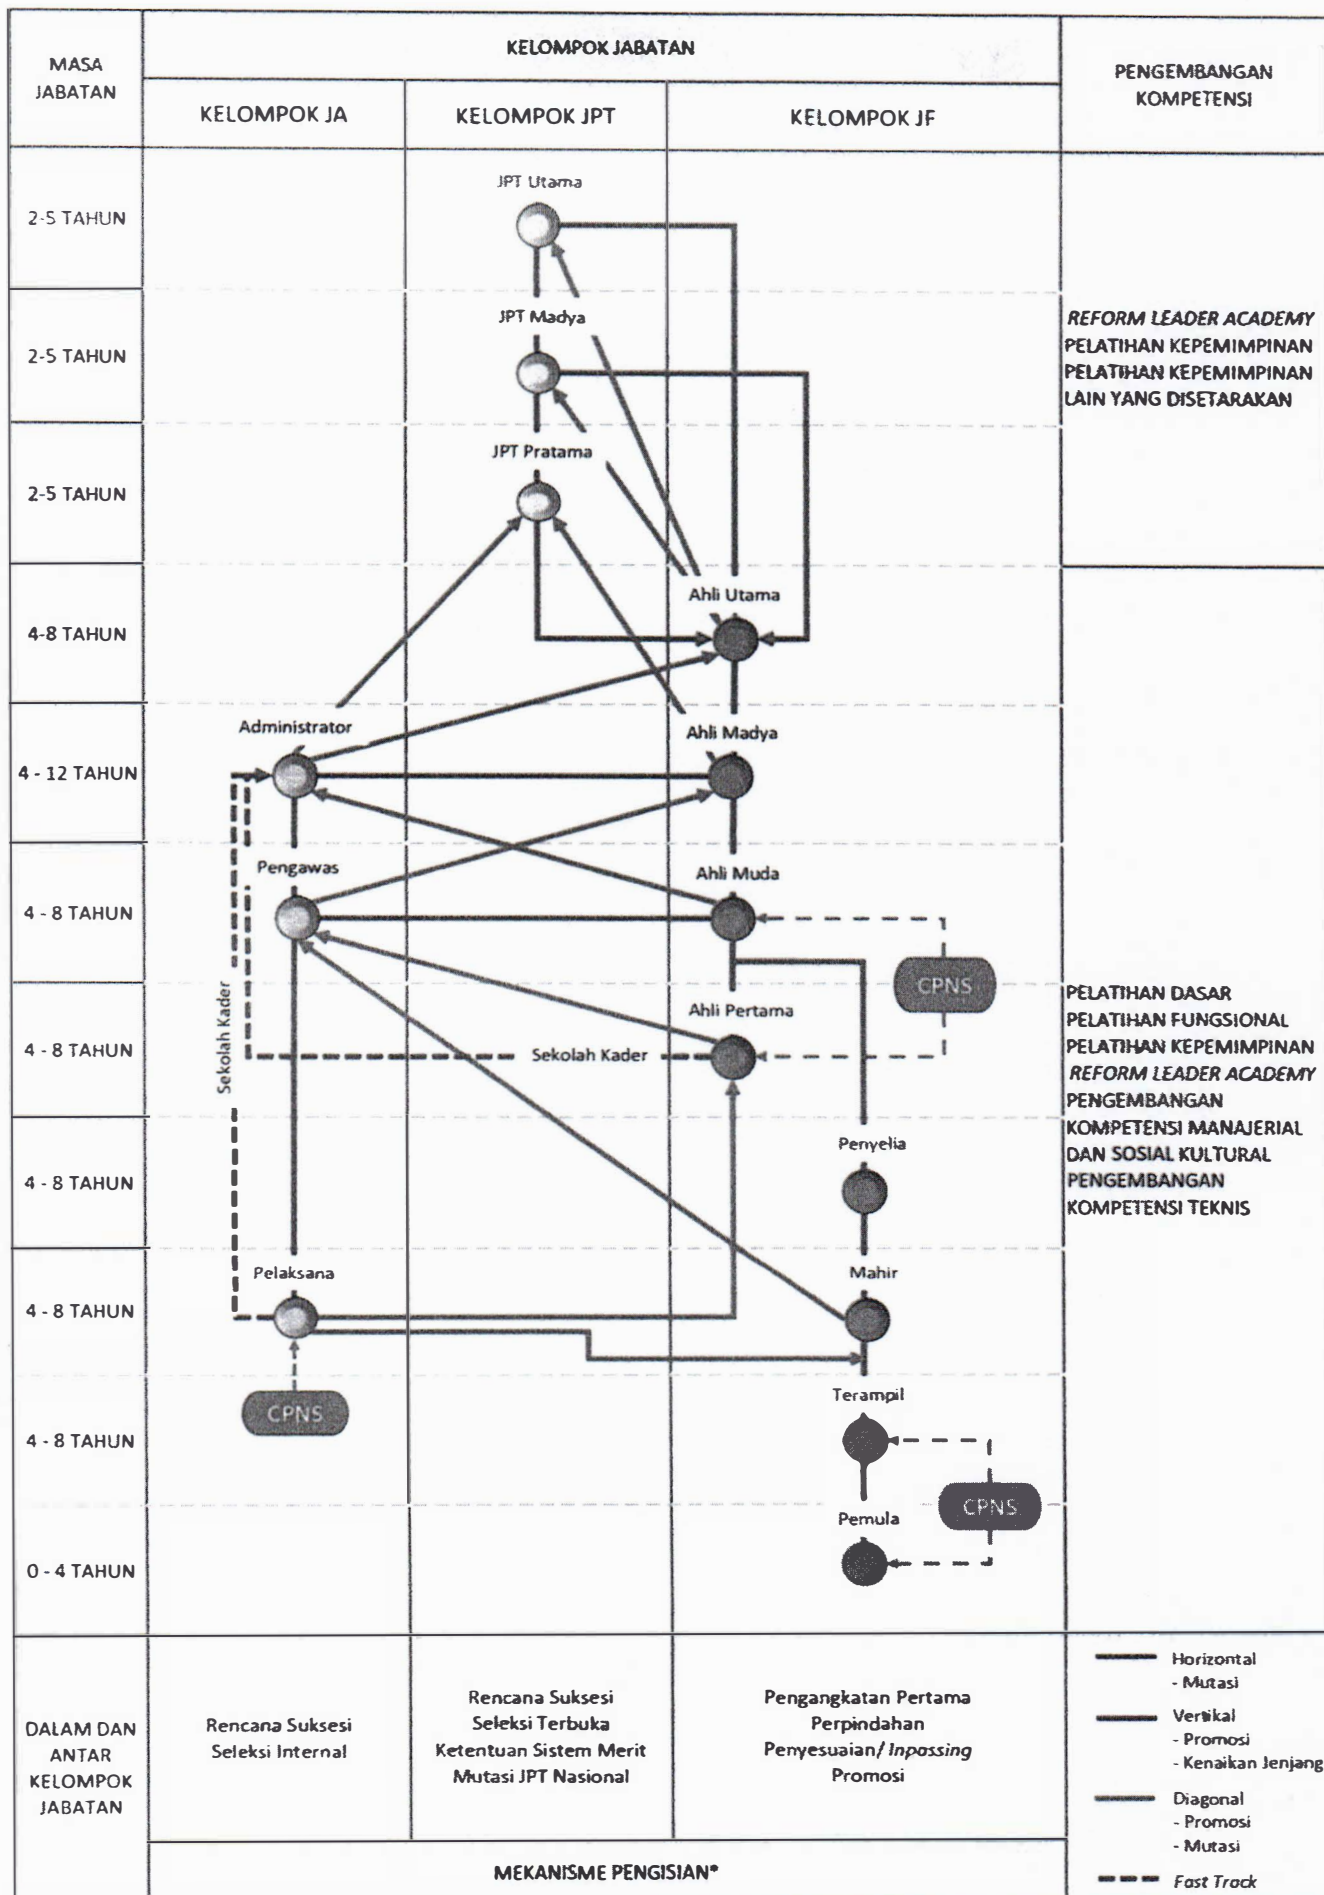 MASA
JABATAN
KELOMPOK JABATAN
KELOMPOK JA
KELOMPOK JPT
KELOMPOK JF
PENGEMBANGAN
KOMPETENSI
JPT Utama
2-5 TAHUN
JPT Madya
2-5 TAHUN
REFORM LEADER ACADEMY
PELATIHAN KEPEMIMPINAN
PELATIHAN KEPEMIMPINAN
LAIN YANG DISETARAKAN
JPT Pratama
2-5 TAHUN
Ahli Utama
4-8 TAHUN
Administrator
Ahli Madya
4 - 12 TAHUN
Pengawas
Ahli Muda
4 - 8 TAHUN
CPNS
Sekolah Kader
Ahli Pertama
4 - 8 TAHUN
Sekolah Kader
PELATIHAN DASAR
PELATIHAN FUNGSIONAL
PELATIHAN KEPEMIMPINAN
REFORM LEADER ACADEMY
PENGEMBANGAN
KOMPETENSI MANAJERIAL
DAN SOSIAL KULTURAL
PENGEMBANGAN
KOMPETENSI TEKNIS
Penyelia
4 - 8 TAHUN
Pelaksana
Mahir
4 - 8 TAHUN
CPNS
Terampil
4 - 8 TAHUN
CPNS
Pemula
0 - 4 TAHUN
DALAM DAN
ANTAR
KELOMPOK
JABATAN
Rencana Suksesi
Seleksi Internal
Rencana Suksesi
Seleksi Terbuka
Ketentuan Sistem Merit
Mutasi JPT Nasional
Pengangkatan Pertama
Perpindahan
Penyesuaian/ Inpassing
Promosi
MEKANISME PENGISIAN*
Horizontal
- Mutasi
Vertikal
- Promosi
- Kenaikan Jenjang
Diagonal
- Promosi
- Mutasi
Fast Track